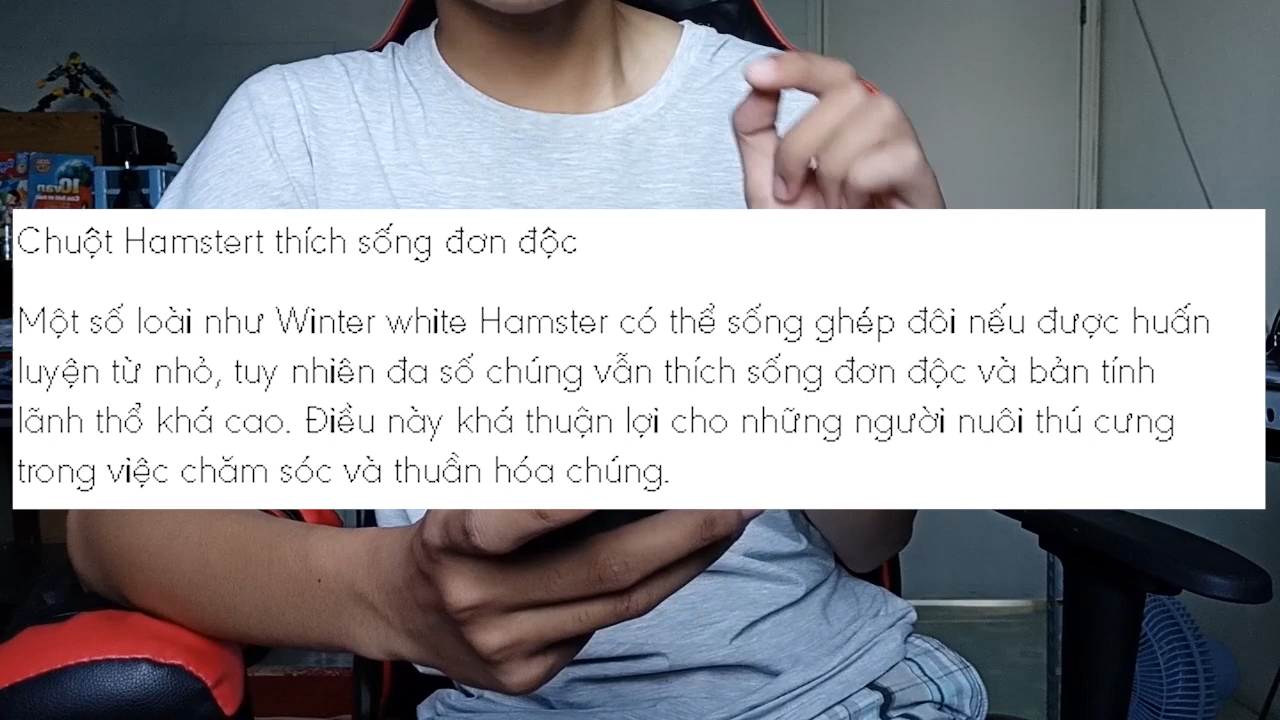 Chuột Hamstert thích sống đơn độc
Một số loài như Winter white Hamster có thể sống ghép đôi nếu được huấn
luyện từ nhỏ, tuy nhiên đa số chúng vẫn thích sống đơn độc và bản tính
lãnh thổ khá cao. Điều này khá thuận lợi cho những người nuôi thú cưng
trong việc chăm sóc và thuần hóa chúng.